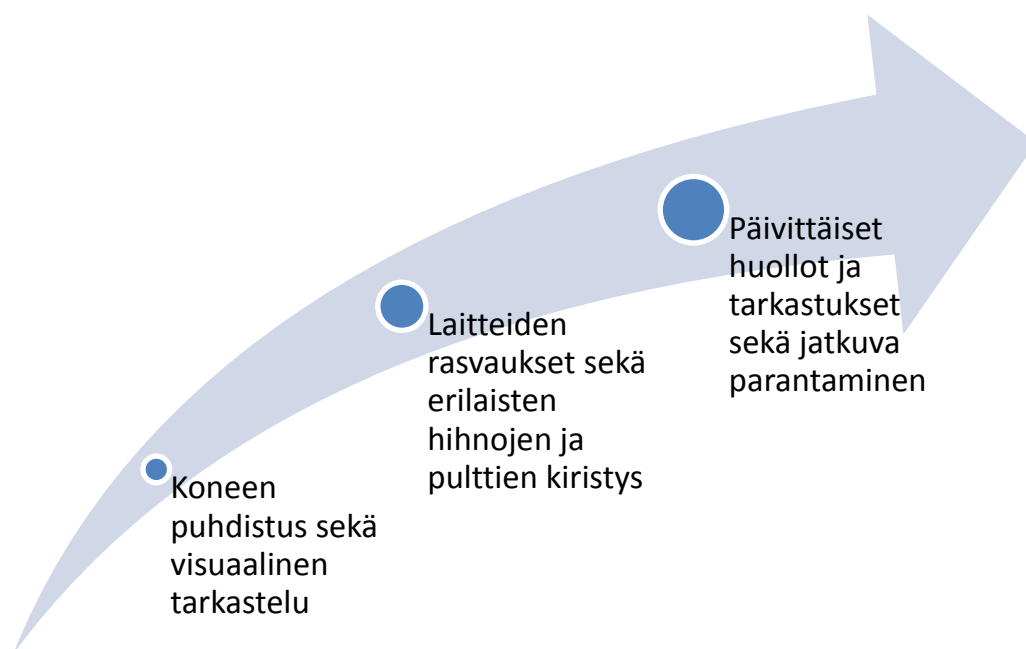 Koneen
puhdistus sekä
visuaalinen
tarkastelu
Laitteiden
rasvaukset sekä
erilaisten
hihnojen ja
pulttien kiristys
Päivittäiset
huollot ja
tarkastukset
sekä jatkuva
parantaminen